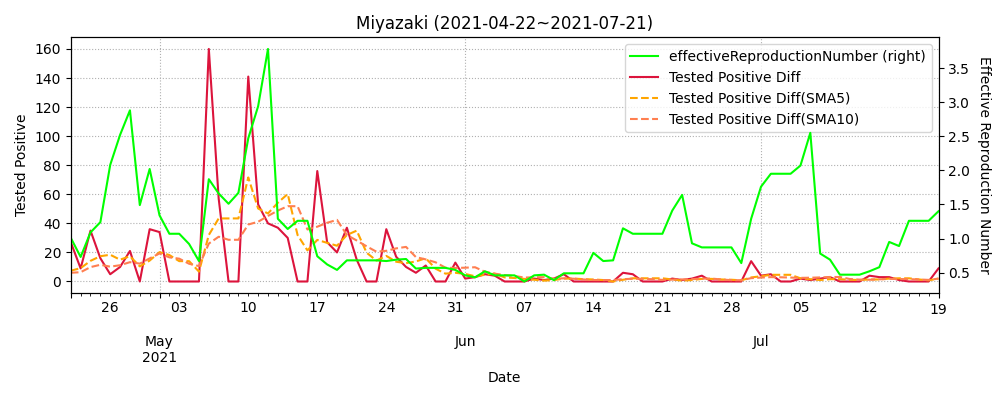 Miyazaki (2021-04-22~2021-07-21)
effectiveReproductionNumber (right)
Tested Positive Diff
Tested Positive Diff(SMA5)
Tested Positive Diff(SMA10)
Tested Positive
160
140
120
100
80
60
40
20
0
3.5
3.0
2.5
2.0
1.5
1.0
0.5
Effective Reproduction Number
26 03 10 17 24 31 07 14 21 28 05 12 19
May Jun Jul
2021
Date